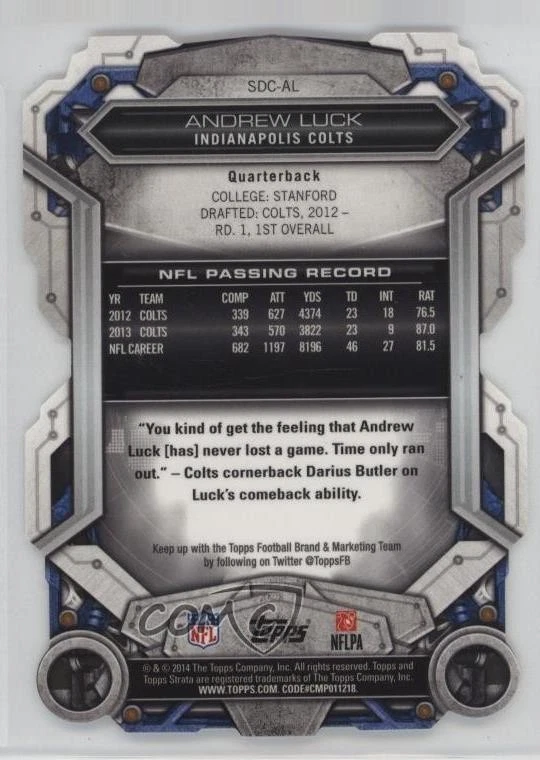 SDC-AL
ANDREW LUCK
INDIANAPOLIS COLTS
Quarterback
COLLEGE: STANFORD
DRAFTED: COLTS, 2012 –
RD. 1, 1ST OVERALL
NFL PASSING RECORD
YR TEAM COMP ATT YDS TD INT RAT
2012 COLTS 339 627 4374 23 18 76.5
2013 COLTS 343 570 3822 23 9 87.0
NFL CAREER 682 1197 8196 46 27 81.5
“You kind of get the feeling that Andrew
Luck [has] never lost a game. Time only ran
out.” – Colts cornerback Darius Butler on
Luck’s comeback ability.
Keep up with the Topps Football Brand & Marketing Team
by following on Twitter @ToppsFB
COMC
NFL
Topps
NFLPA
® & © 2014 The Topps Company, Inc. All rights reserved. Topps and
Topps Strata are registered trademarks of The Topps Company, Inc.
WWW.TOPPS.COM. CODE#CMP011218.